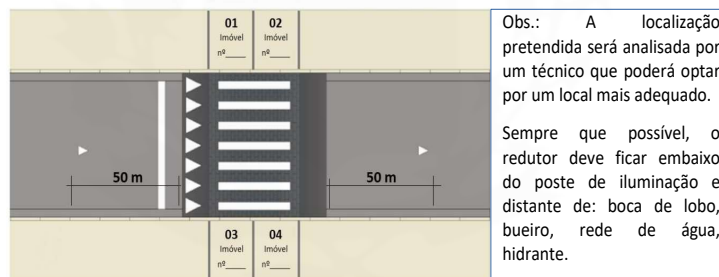 01 02
Imóvel Imóvel
nº____ nº____
50 m 50 m
03 04
Imóvel Imóvel
nº____ nº____
Obs.: A localização
pretendida será analisada por
um técnico que poderá optar
por um local mais adequado.
Sempre que possível, o
redutor deve ficar embaixo
do poste de iluminação e
distante de: boca de lobo,
bueiro, rede de água,
hidrante.